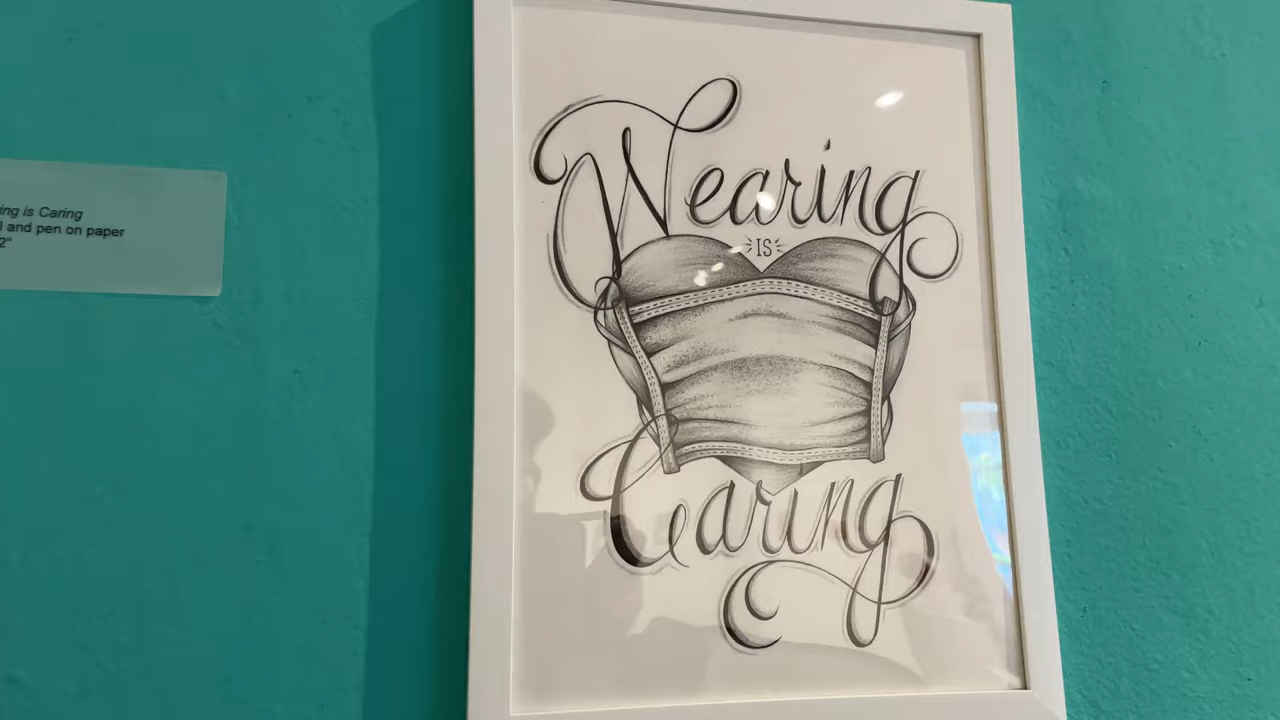 ing is Caring
l and pen on paper
2"
Wearing
IS
Caring